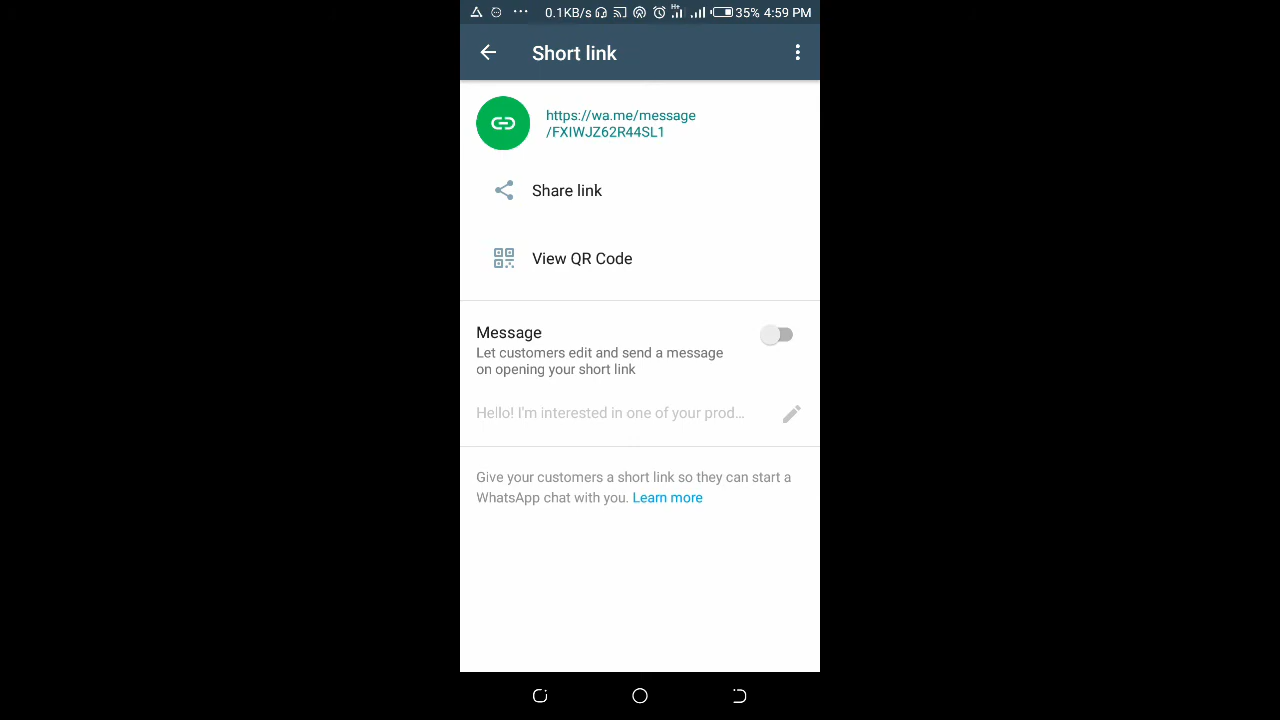 0.1KB/s H+ 35% 4:59 PM
Short link
https://wa.me/message
/FXIWJZ62R44SL1
Share link
View QR Code
Message
Let customers edit and send a message
on opening your short link
Hello! I'm interested in one of your prod...
Give your customers a short link so they can start a
WhatsApp chat with you. Learn more